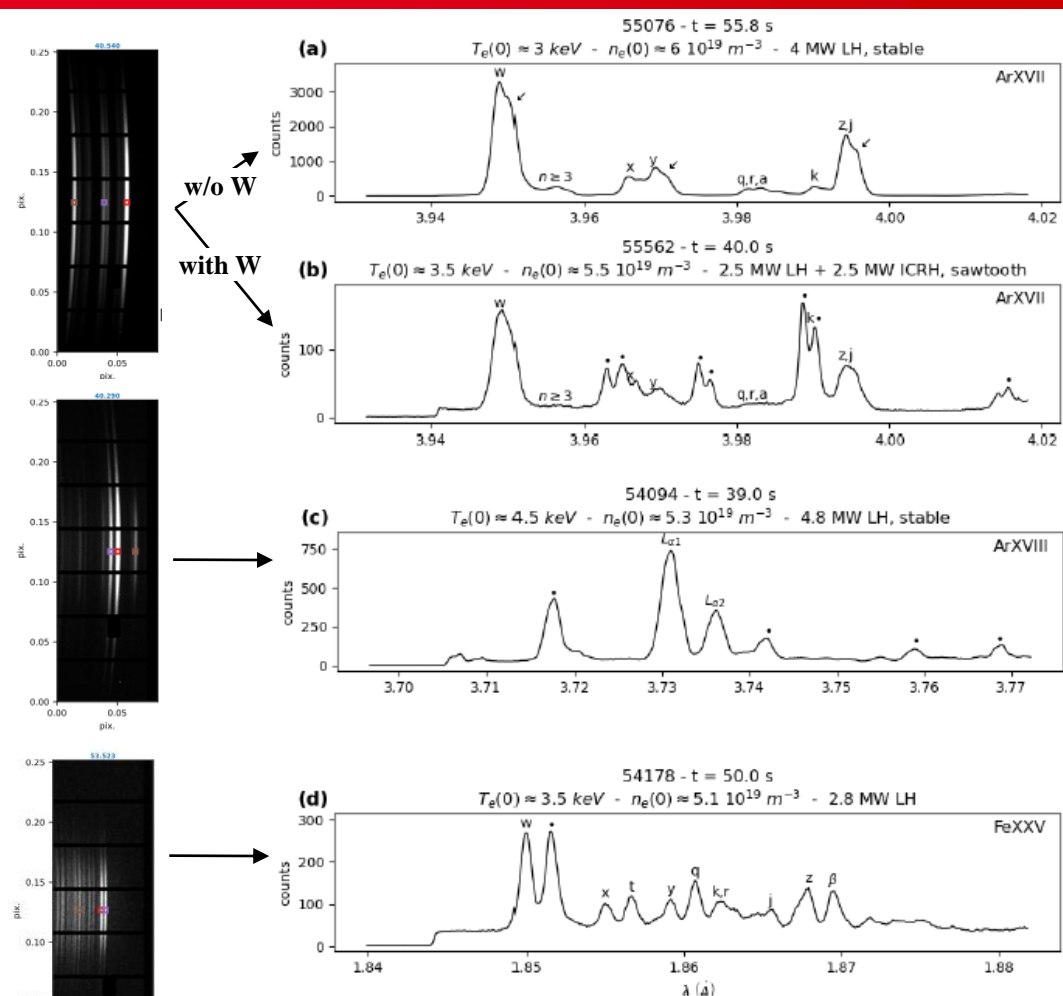 55076 - t = 55.8 s
(a)
T_e(0) ≈ 3 keV - n_e(0) ≈ 6 10^19 m^−3 - 4 MW LH, stable
ArXVII
counts
3000
2000
1000
0
w
n ≥ 3
x
y
q,r,a
k
z,j
3.94 3.96 3.98 4.00 4.02
w/o W
with W
55562 - t = 40.0 s
(b)
T_e(0) ≈ 3.5 keV - n_e(0) ≈ 5.5 10^19 m^−3 - 2.5 MW LH + 2.5 MW ICRH, sawtooth
ArXVII
counts
100
0
w
n ≥ 3
x
y
q,r,a
k
z,j
3.94 3.96 3.98 4.00 4.02
54094 - t = 39.0 s
(c)
T_e(0) ≈ 4.5 keV - n_e(0) ≈ 5.3 10^19 m^−3 - 4.8 MW LH, stable
ArXVIII
counts
750
500
250
0
L_α1
L_α2
3.70 3.71 3.72 3.73 3.74 3.75 3.76 3.77
54178 - t = 50.0 s
(d)
T_e(0) ≈ 3.5 keV - n_e(0) ≈ 5.1 10^19 m^−3 - 2.8 MW LH
FeXXV
counts
300
200
100
0
w
x
t
y
q
k,r
j
z
β
1.84 1.85 1.86 1.87 1.88
λ (Å)
40.540
pix.
0.25
0.20
0.15
0.10
0.05
0.00
0.00 0.05
pix.
40.290
pix.
0.25
0.20
0.15
0.10
0.05
0.00
0.00 0.05
pix.
53.523
pix.
0.25
0.20
0.15
0.10